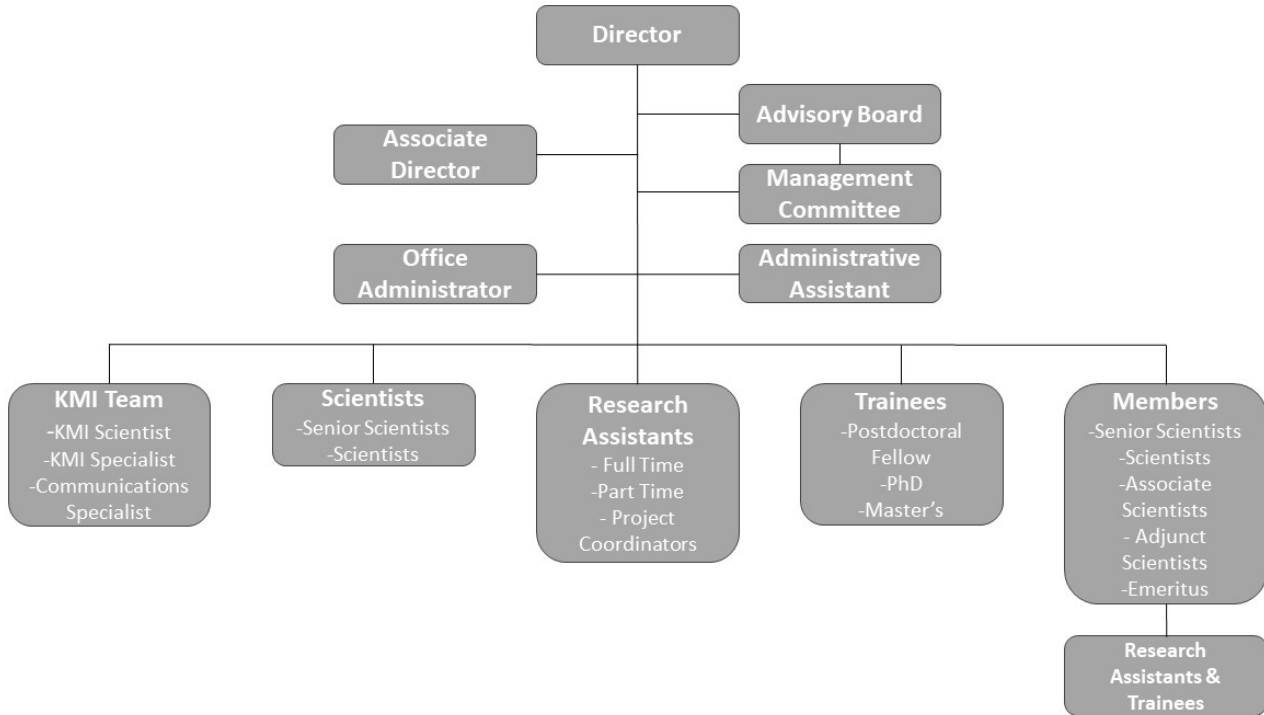 Director
Advisory Board
Associate
Director
Management
Committee
Office
Administrator
Administrative
Assistant
KMI Team
-KMI Scientist
-KMI Specialist
-Communications
Specialist
Scientists
-Senior Scientists
-Scientists
Research
Assistants
- Full Time
-Part Time
- Project
Coordinators
Trainees
-Postdoctoral
Fellow
-PhD
-Master’s
Members
-Senior Scientists
-Scientists
-Associate
Scientists
- Adjunct
Scientists
-Emeritus
Research
Assistants &
Trainees